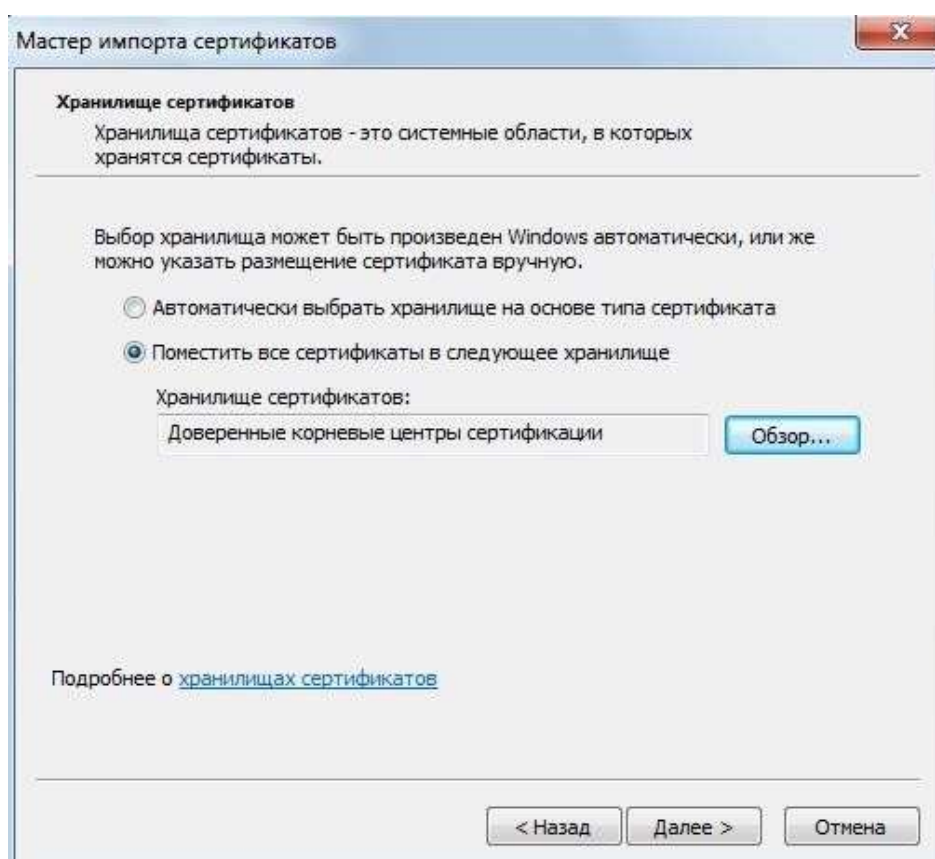 Мастер импорта сертификатов
Хранилище сертификатов
Хранилища сертификатов - это системные области, в которых
хранятся сертификаты.
Выбор хранилища может быть произведен Windows автоматически, или же
можно указать размещение сертификата вручную.
Автоматически выбрать хранилище на основе типа сертификата
Поместить все сертификаты в следующее хранилище
Хранилище сертификатов:
Доверенные корневые центры сертификации
Обзор...
Подробнее о хранилищах сертификатов
< Назад Далее > Отмена